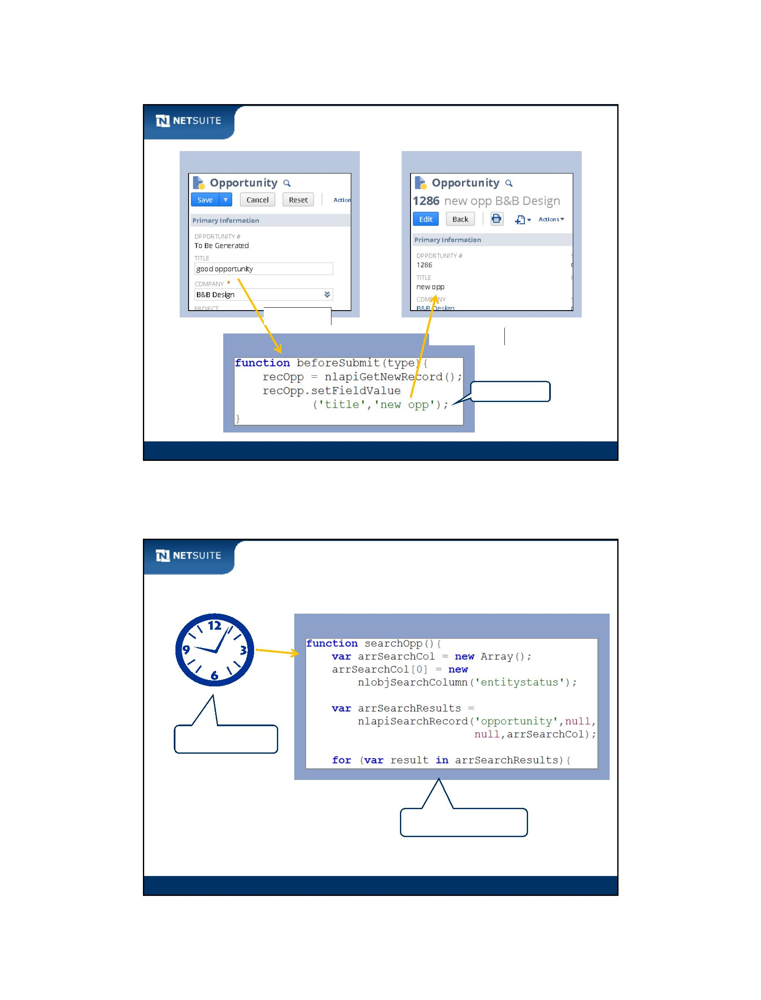 NETSUITE
Opportunity
Save Cancel Reset Action
Primary Information
OPPORTUNITY #
To Be Generated
TITLE
good opportunity
COMPANY *
B&B Design
PROJECT
Opportunity
1286 new opp B&B Design
Edit Back Actions
Primary Information
OPPORTUNITY #
1286
TITLE
new opp
COMPANY
B&B Design
function beforeSubmit(type){
recOpp = nlapiGetNewRecord();
recOpp.setFieldValue
('title','new opp');
}
NETSUITE
12
9 3
6
function searchOpp(){
var arrSearchCol = new Array();
arrSearchCol[0] = new
nlobjSearchColumn('entitystatus');
var arrSearchResults =
nlapiSearchRecord('opportunity',null,
null,arrSearchCol);
for (var result in arrSearchResults){